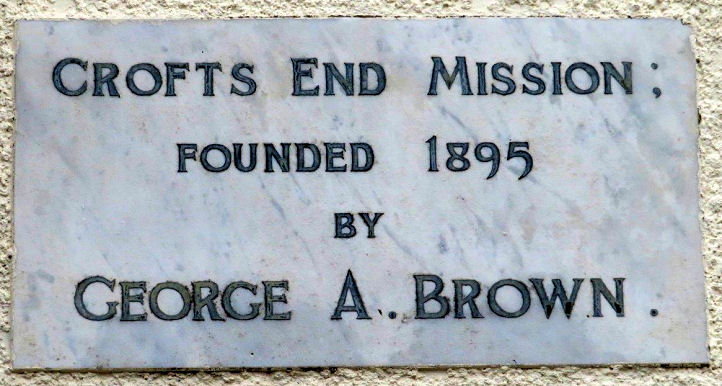 CROFTS END MISSION;
FOUNDED 1895
BY
GEORGE A. BROWN.